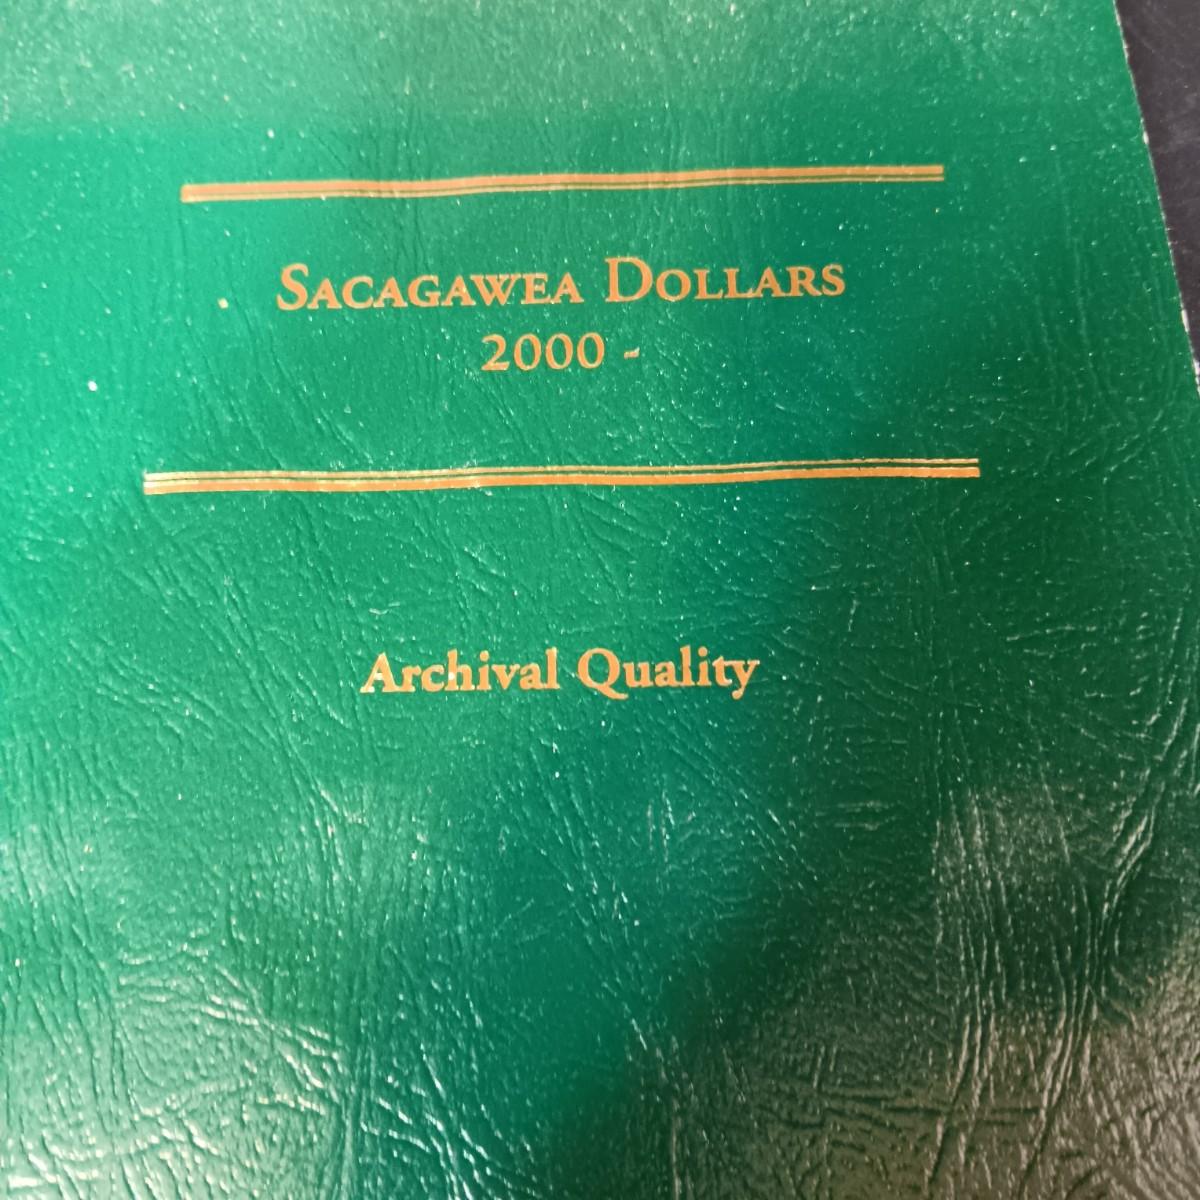 Sacagawea Dollars
2000 -
Archival Quality